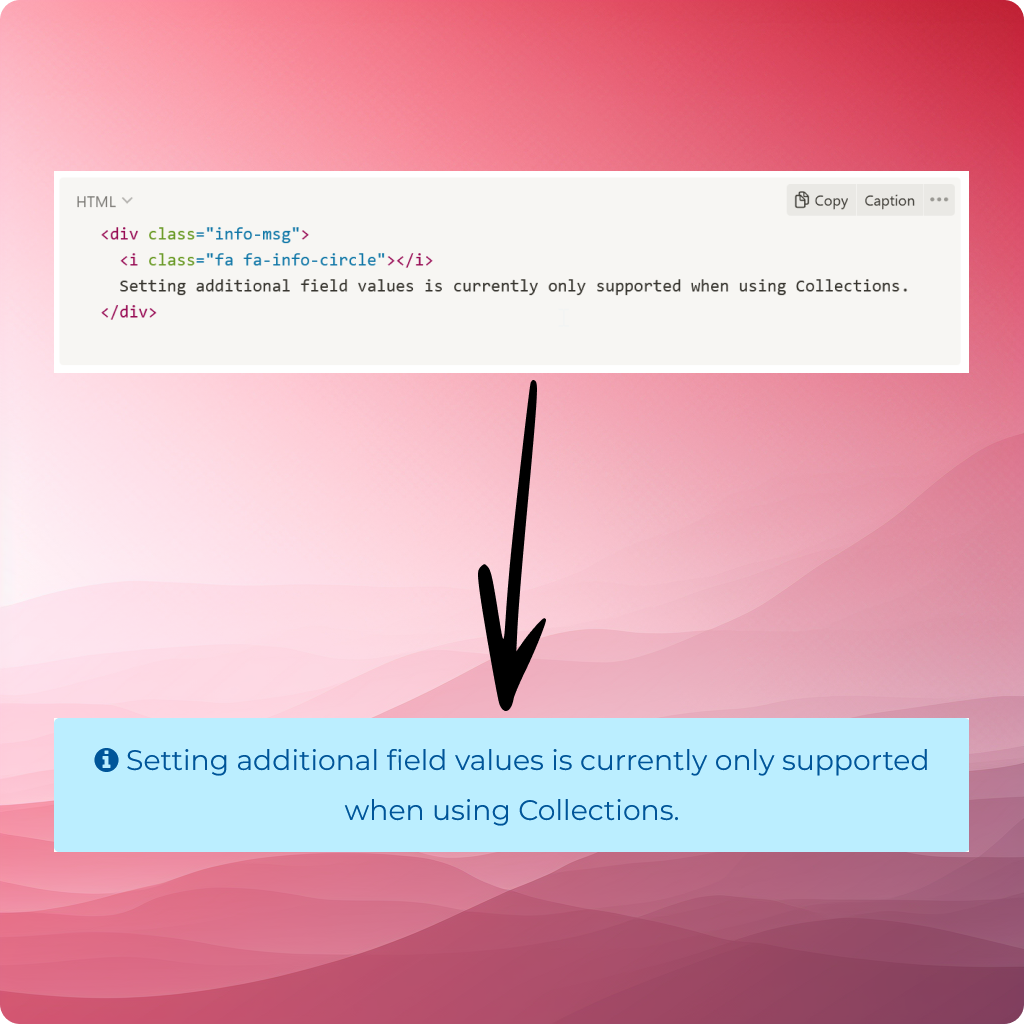 HTML
Copy Caption
<div class="info-msg">
<i class="fa fa-info-circle"></i>
Setting additional field values is currently only supported when using Collections.
</div>
Setting additional field values is currently only supported
when using Collections.